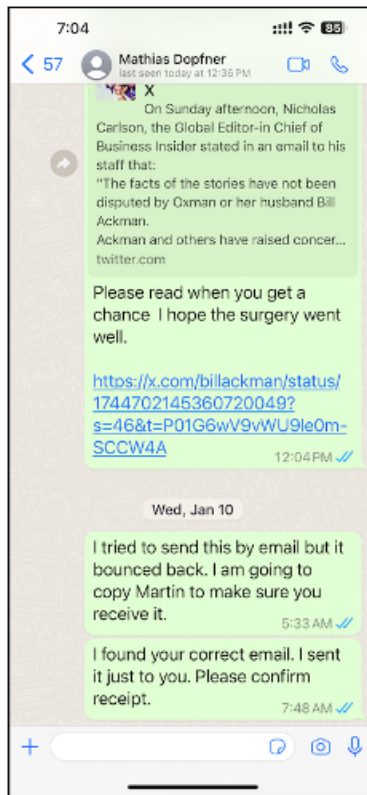 7:04
85
57
Mathias Dopfner
last seen today at 12:36 PM
X
On Sunday afternoon, Nicholas
Carlson, the Global Editor-in Chief of
Business Insider stated in an email to his
staff that:
"The facts of the stories have not been
disputed by Oxman or her husband Bill
Ackman.
Ackman and others have raised concer...
twitter.com
Please read when you get a
chance I hope the surgery went
well.
https://x.com/billackman/status/
1744702145360720049?
s=46&t=P01G6wV9vWU9le0m-
SCCW4A
12:04 PM
Wed, Jan 10
I tried to send this by email but it
bounced back. I am going to
copy Martin to make sure you
receive it.
5:33 AM
I found your correct email. I sent
it just to you. Please confirm
receipt.
7:48 AM